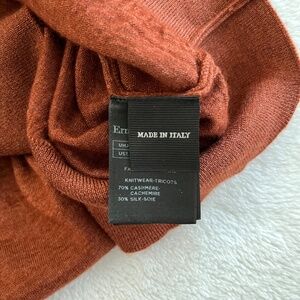 MADE IN ITALY
KNITWEAR-TRICOTS
70% CASHMERE-
CACHEMIRE
30% SILK-SOIE